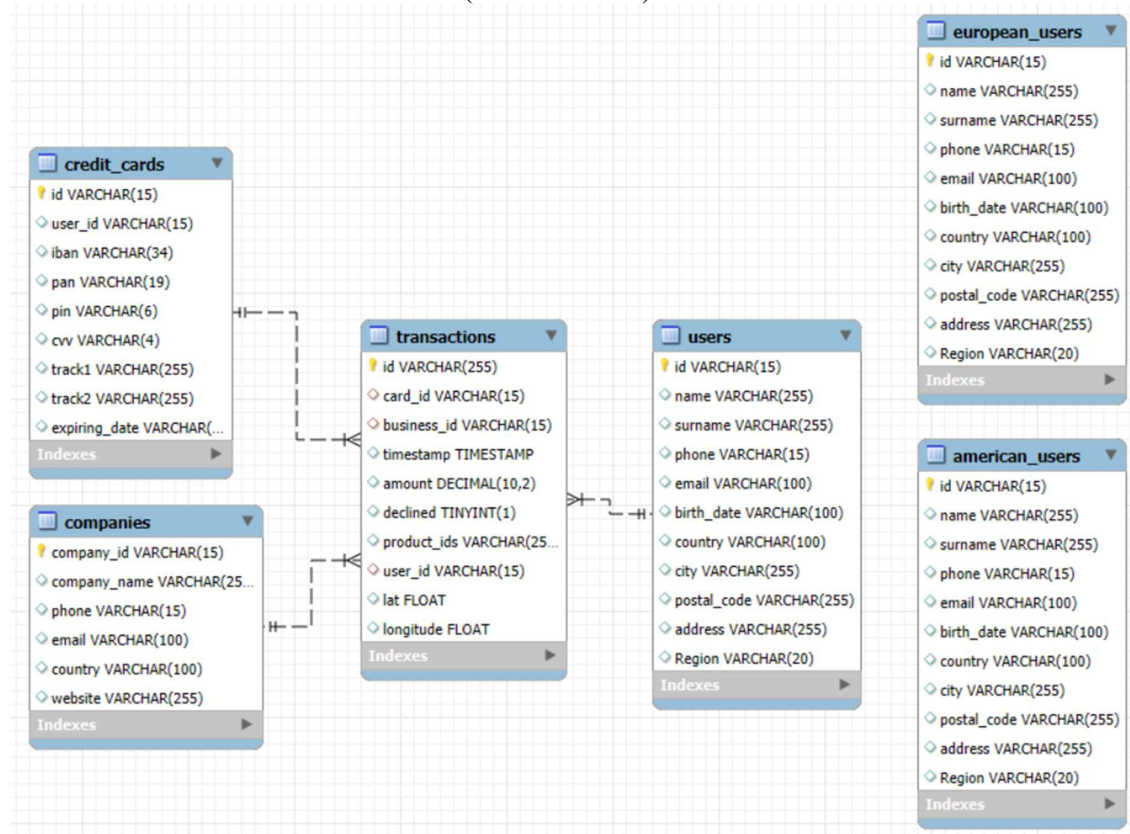 european_users
id VARCHAR(15)
name VARCHAR(255)
surname VARCHAR(255)
phone VARCHAR(15)
email VARCHAR(100)
birth_date VARCHAR(100)
country VARCHAR(100)
city VARCHAR(255)
postal_code VARCHAR(255)
address VARCHAR(255)
Region VARCHAR(20)
Indexes
credit_cards
id VARCHAR(15)
user_id VARCHAR(15)
iban VARCHAR(34)
pan VARCHAR(19)
pin VARCHAR(6)
cvv VARCHAR(4)
track1 VARCHAR(255)
track2 VARCHAR(255)
expiring_date VARCHAR(...
Indexes
transactions
id VARCHAR(255)
card_id VARCHAR(15)
business_id VARCHAR(15)
timestamp TIMESTAMP
amount DECIMAL(10,2)
declined TINYINT(1)
product_ids VARCHAR(25...
user_id VARCHAR(15)
lat FLOAT
longitude FLOAT
Indexes
users
id VARCHAR(15)
name VARCHAR(255)
surname VARCHAR(255)
phone VARCHAR(15)
email VARCHAR(100)
birth_date VARCHAR(100)
country VARCHAR(100)
city VARCHAR(255)
postal_code VARCHAR(255)
address VARCHAR(255)
Region VARCHAR(20)
Indexes
american_users
id VARCHAR(15)
name VARCHAR(255)
surname VARCHAR(255)
phone VARCHAR(15)
email VARCHAR(100)
birth_date VARCHAR(100)
country VARCHAR(100)
city VARCHAR(255)
postal_code VARCHAR(255)
address VARCHAR(255)
Region VARCHAR(20)
Indexes
companies
company_id VARCHAR(15)
company_name VARCHAR(25...
phone VARCHAR(15)
email VARCHAR(100)
country VARCHAR(100)
website VARCHAR(255)
Indexes